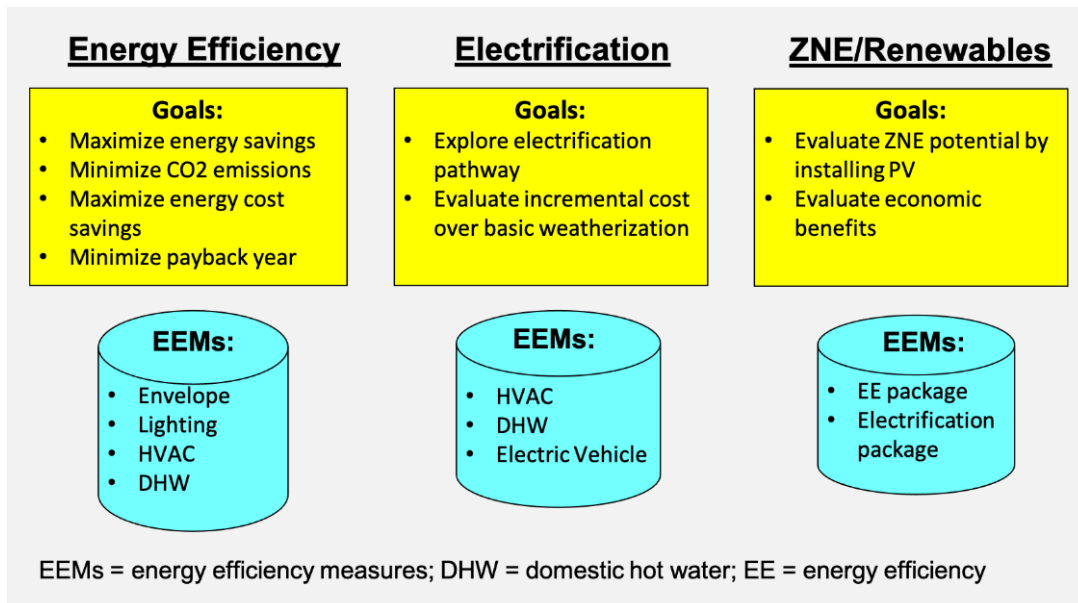 Energy Efficiency
Goals:
• Maximize energy savings
• Minimize CO2 emissions
• Maximize energy cost
savings
• Minimize payback year
EEMs:
• Envelope
• Lighting
• HVAC
• DHW
Electrification
Goals:
• Explore electrification
pathway
• Evaluate incremental cost
over basic weatherization
EEMs:
• HVAC
• DHW
• Electric Vehicle
ZNE/Renewables
Goals:
• Evaluate ZNE potential by
installing PV
• Evaluate economic
benefits
EEMs:
• EE package
• Electrification
package
EEMs = energy efficiency measures; DHW = domestic hot water; EE = energy efficiency